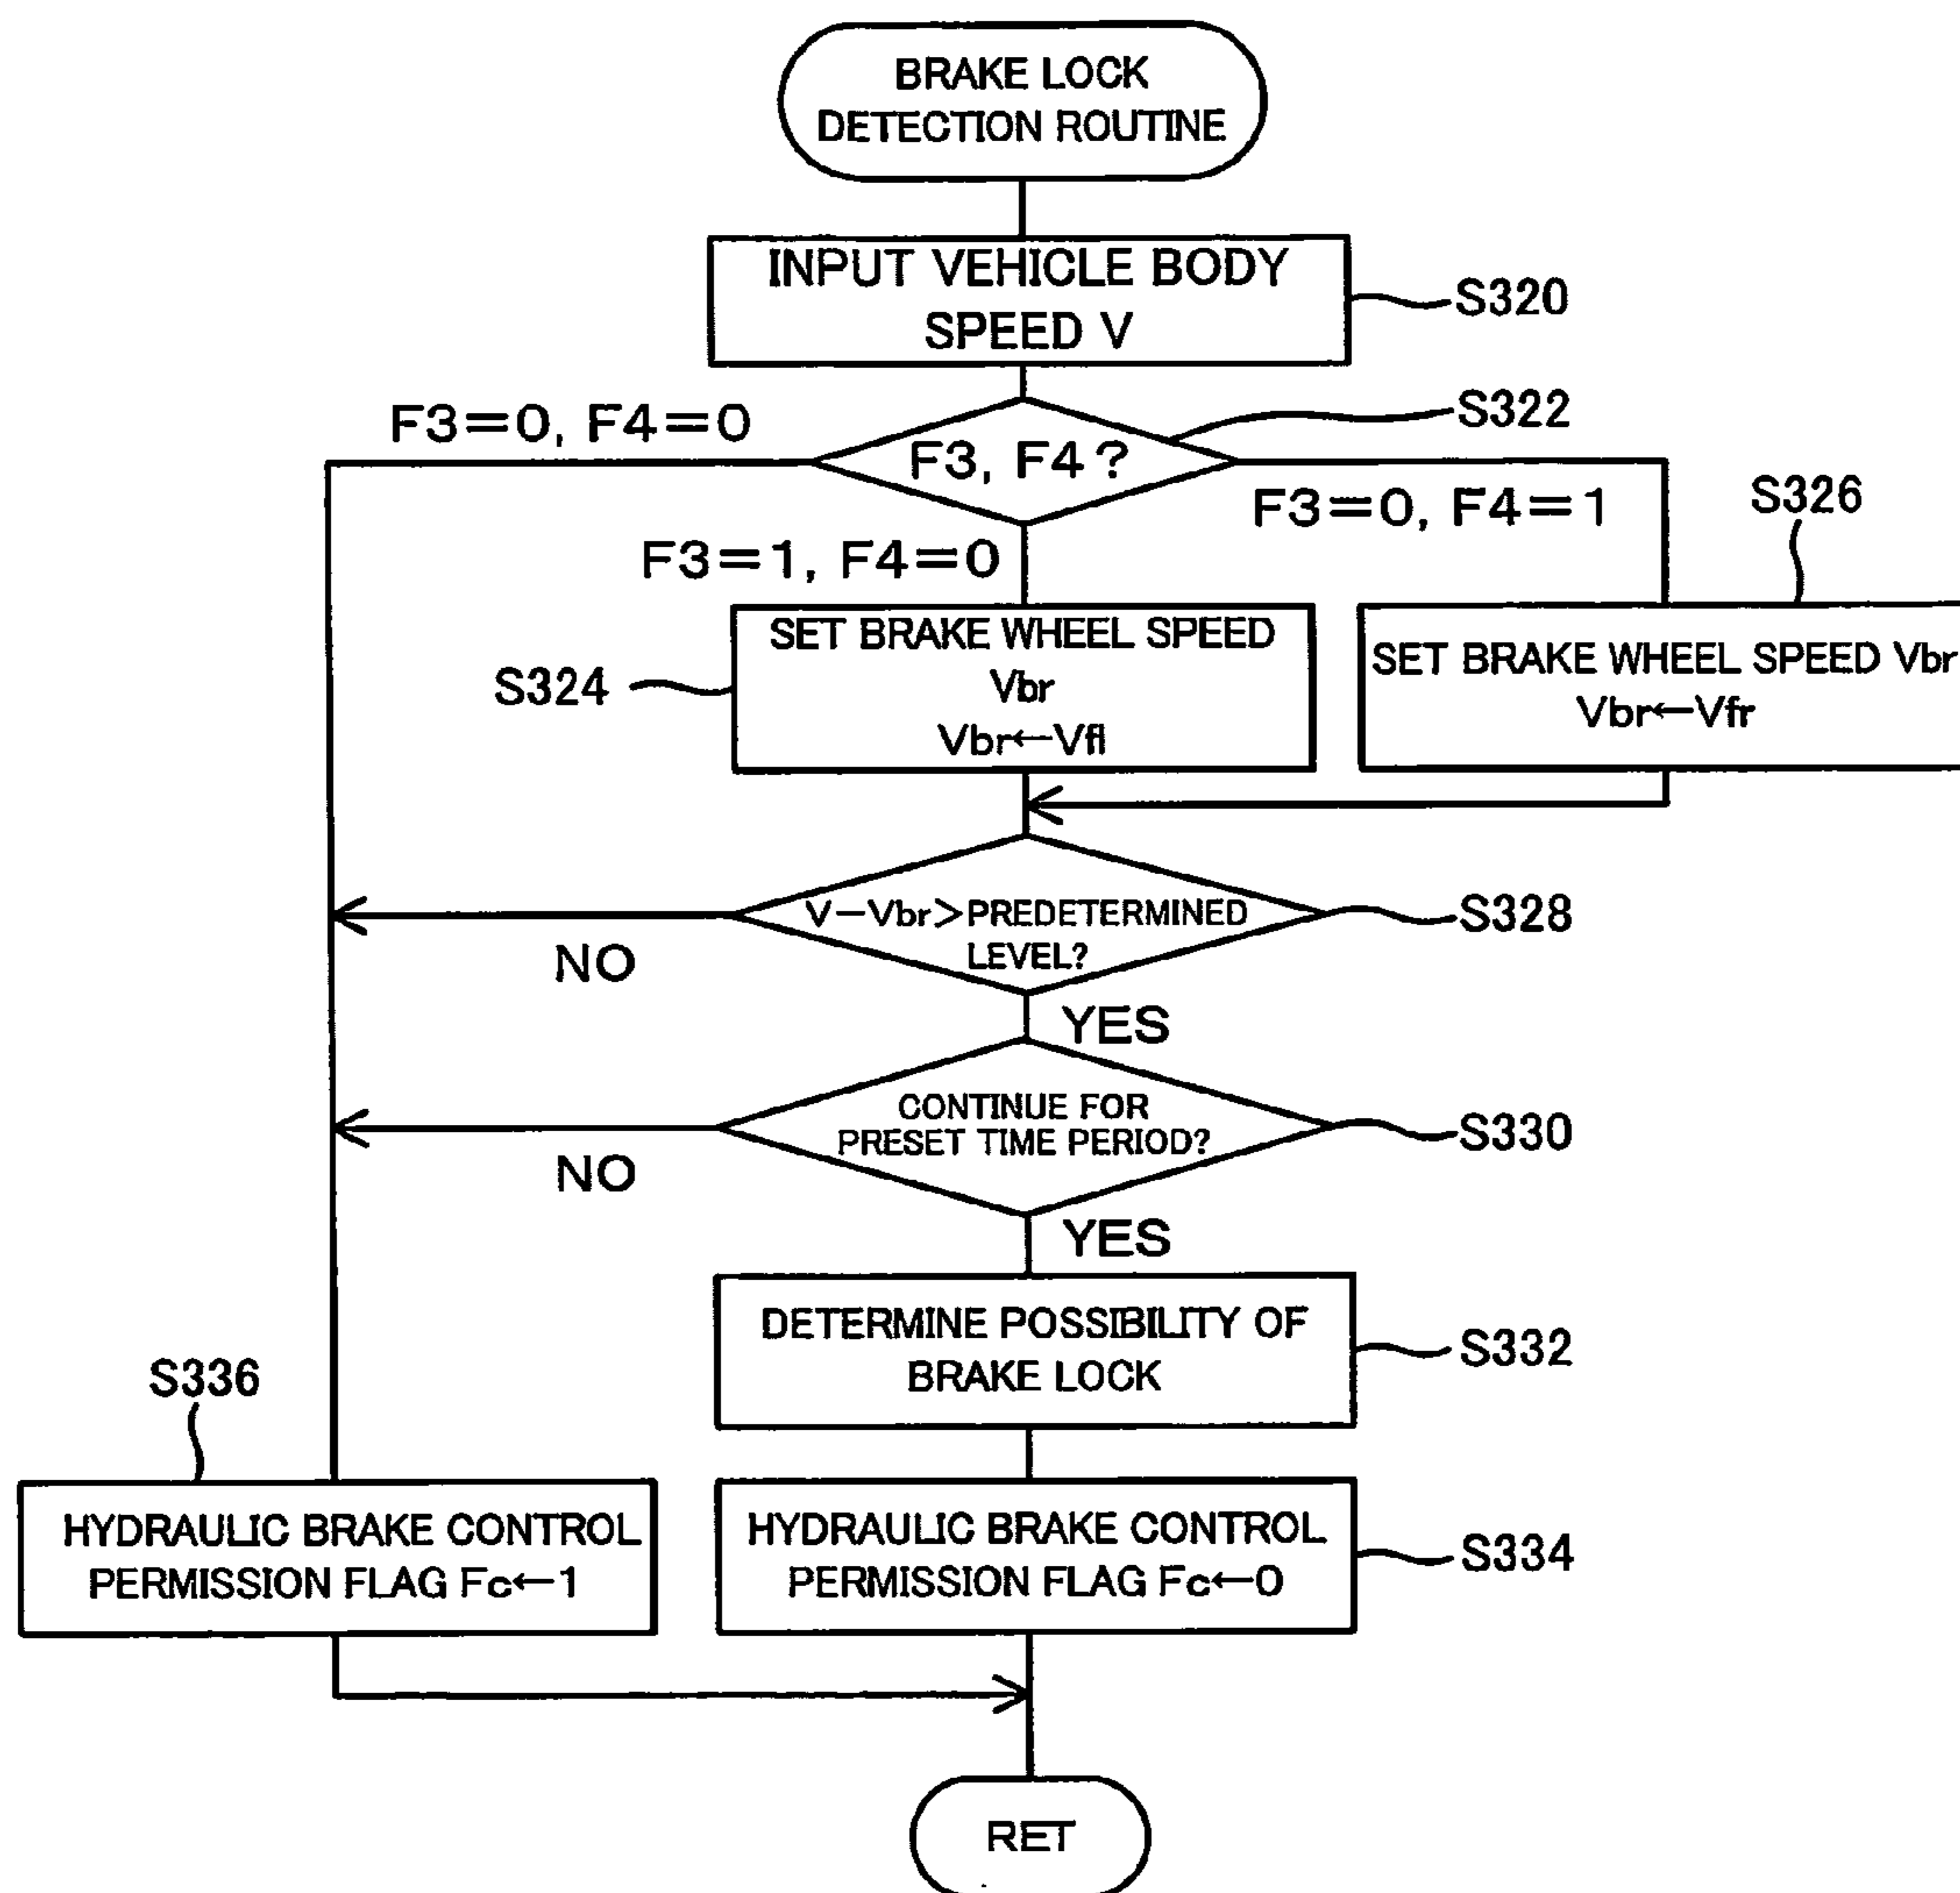 BRAKE LOCK
DETECTION ROUTINE
INPUT VEHICLE BODY
SPEED V
S320
S322
F3=0, F4=0
F3, F4?
F3=0, F4=1
S326
F3=1, F4=0
SET BRAKE WHEEL SPEED
Vbr
Vbr←Vfl
S324
SET BRAKE WHEEL SPEED Vbr
Vbr←Vfr
V−Vbr>PREDETERMINED
LEVEL?
S328
NO
YES
CONTINUE FOR
PRESET TIME PERIOD?
S330
NO
YES
DETERMINE POSSIBILITY OF
BRAKE LOCK
S332
S336
HYDRAULIC BRAKE CONTROL
PERMISSION FLAG Fc←1
HYDRAULIC BRAKE CONTROL
PERMISSION FLAG Fc←0
S334
RET